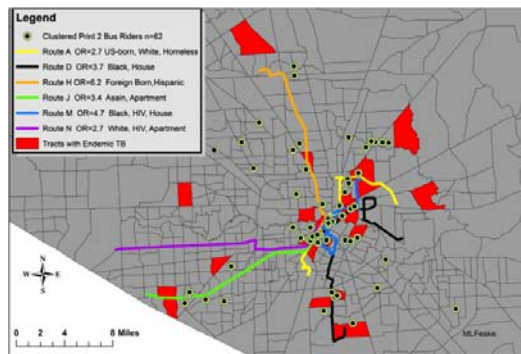 Legend
Clustered Print 2 Bus Riders n=62
Route A OR=2.7 US-born, White, Homeless
Route D OR=3.7 Black, House
Route H OR=6.2 Foreign Born,Hispanic
Route J OR=3.4 Asain, Apartment
Route M OR=4.7 Black, HIV, House
Route N OR=2.7 White, HIV, Apartment
Tracts with Endemic TB
N
W E
S
0 2 4 8 Miles
MLFeske